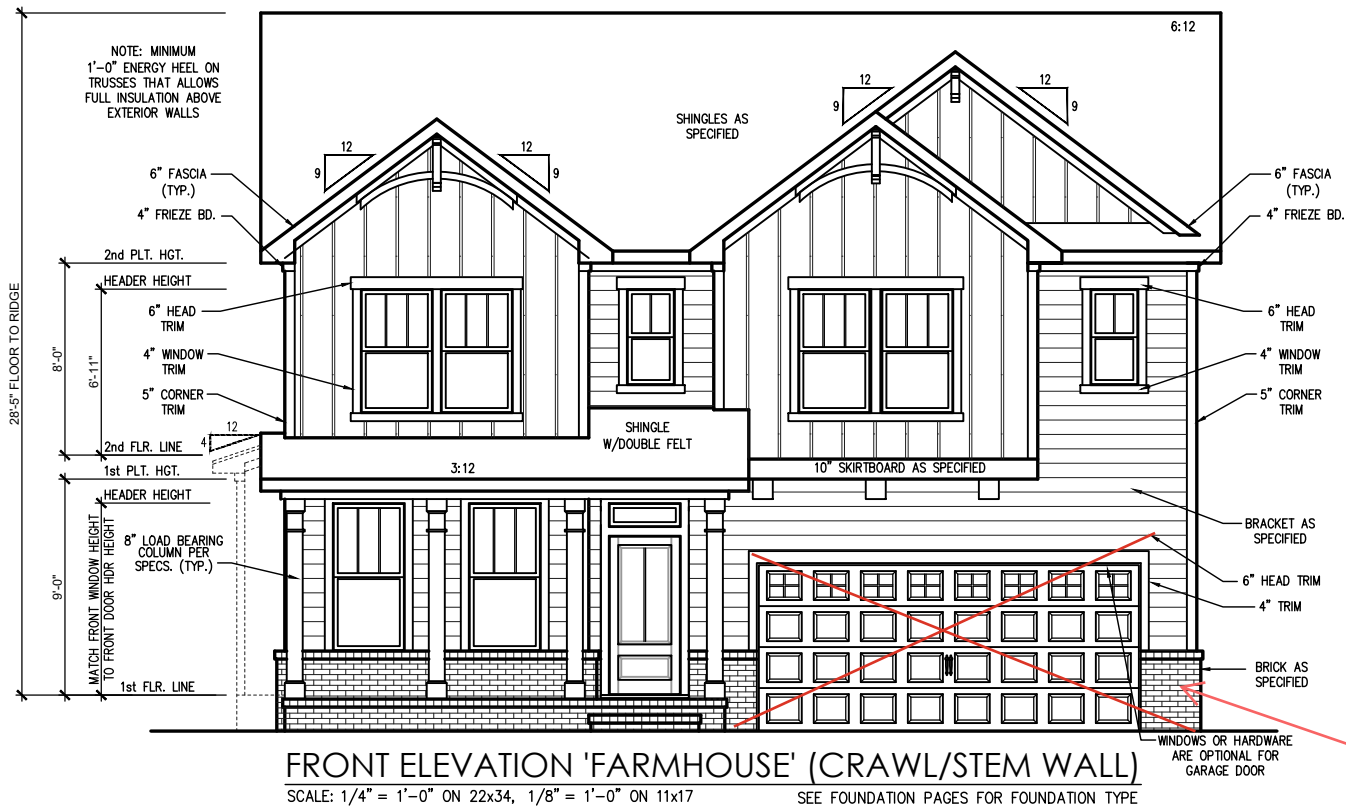 6:12
NOTE: MINIMUM
1'-0" ENERGY HEEL ON
TRUSSES THAT ALLOWS
FULL INSULATION ABOVE
EXTERIOR WALLS
12
9
12
9
12
9
12
9
SHINGLES AS
SPECIFIED
6" FASCIA
(TYP.)
4" FRIEZE BD.
6" FASCIA
(TYP.)
4" FRIEZE BD.
2nd PLT. HGT.
HEADER HEIGHT
6" HEAD
TRIM
4" WINDOW
TRIM
5" CORNER
TRIM
6" HEAD
TRIM
4" WINDOW
TRIM
5" CORNER
TRIM
28'-5" FLOOR TO RIDGE
8'-0"
6'-11"
12
4
2nd FLR. LINE
1st PLT. HGT.
HEADER HEIGHT
SHINGLE
W/DOUBLE FELT
3:12
10" SKIRTBOARD AS SPECIFIED
8" LOAD BEARING
COLUMN PER
SPECS. (TYP.)
9'-0"
MATCH FRONT WINDOW HEIGHT
TO FRONT DOOR HDR HEIGHT
1st FLR. LINE
BRACKET AS
SPECIFIED
6" HEAD TRIM
4" TRIM
BRICK AS
SPECIFIED
WINDOWS OR HARDWARE
ARE OPTIONAL FOR
GARAGE DOOR
FRONT ELEVATION 'FARMHOUSE' (CRAWL/STEM WALL)
SCALE: 1/4" = 1'-0" ON 22x34, 1/8" = 1'-0" ON 11x17
SEE FOUNDATION PAGES FOR FOUNDATION TYPE